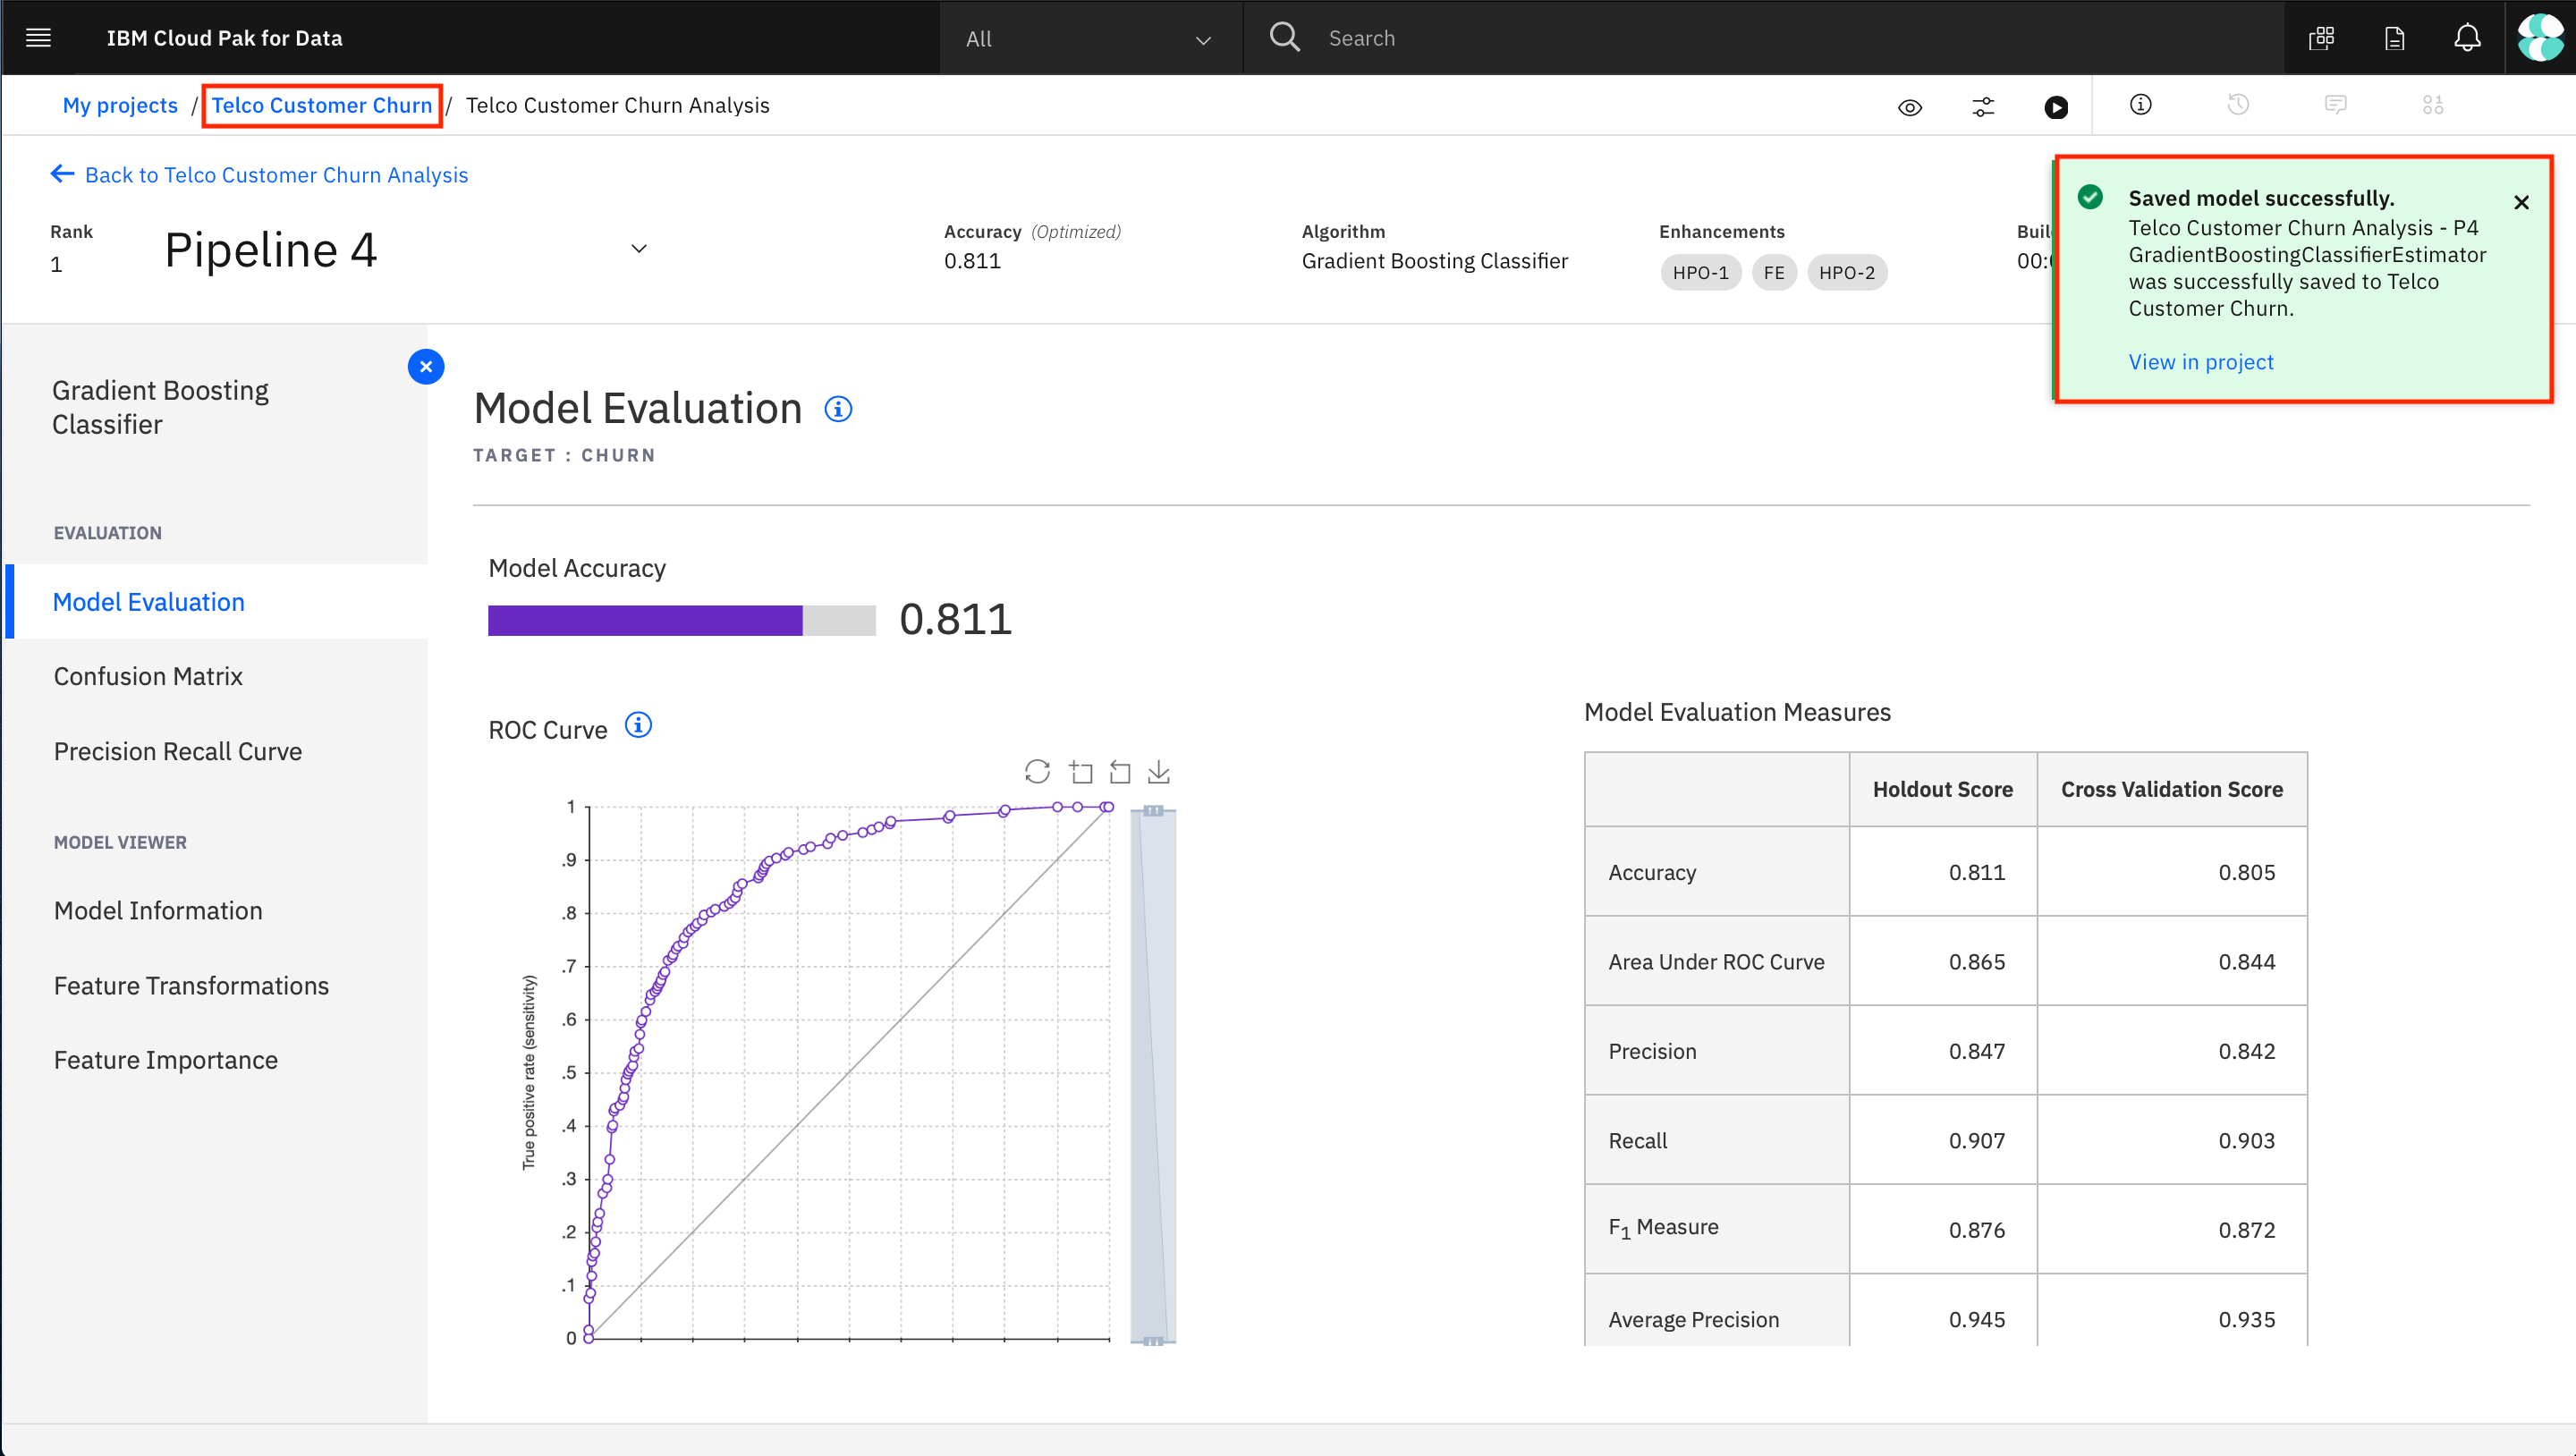 IBM Cloud Pak for Data
All
Search
My projects / Telco Customer Churn / Telco Customer Churn Analysis
Back to Telco Customer Churn Analysis
Rank
1
Pipeline 4
Accuracy (Optimized)
0.811
Algorithm
Gradient Boosting Classifier
Enhancements
HPO-1 FE HPO-2
Saved model successfully.
Telco Customer Churn Analysis - P4
GradientBoostingClassifierEstimator
was successfully saved to Telco
Customer Churn.
View in project
Gradient Boosting
Classifier
EVALUATION
Model Evaluation
Confusion Matrix
Precision Recall Curve
MODEL VIEWER
Model Information
Feature Transformations
Feature Importance
Model Evaluation
TARGET : CHURN
Model Accuracy
0.811
ROC Curve
True positive rate (sensitivity)
1
.9
.8
.7
.6
.5
.4
.3
.2
.1
0
Model Evaluation Measures
Holdout Score Cross Validation Score
Accuracy 0.811 0.805
Area Under ROC Curve 0.865 0.844
Precision 0.847 0.842
Recall 0.907 0.903
F1 Measure 0.876 0.872
Average Precision 0.945 0.935